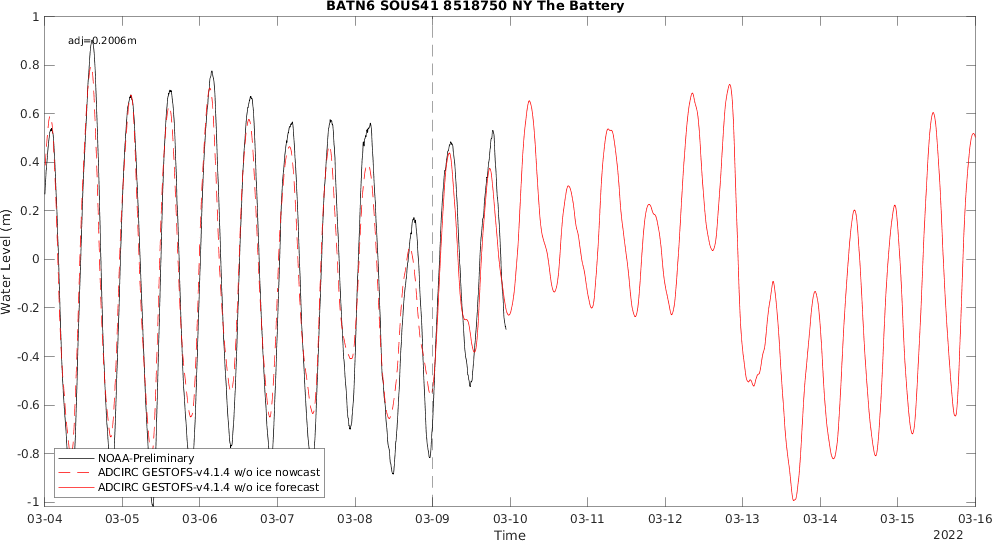 BATN6 SOUS41 8518750 NY The Battery
adj=0.2006m
1
0.8
0.6
0.4
0.2
0
-0.2
-0.4
-0.6
-0.8
-1
Water Level (m)
NOAA-Preliminary
ADCIRC GESTOFS-v4.1.4 w/o ice nowcast
ADCIRC GESTOFS-v4.1.4 w/o ice forecast
03-04 03-05 03-06 03-07 03-08 03-09 03-10 03-11 03-12 03-13 03-14 03-15 03-16
Time
2022